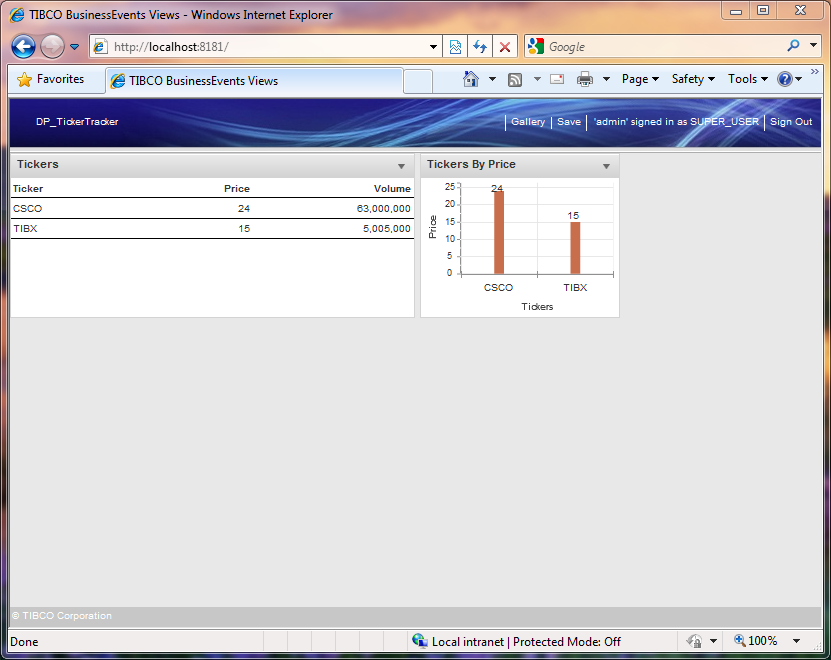 TIBCO BusinessEvents Views - Windows Internet Explorer
http://localhost:8181/
Google
Favorites
TIBCO BusinessEvents Views
Page
Safety
Tools
DP_TickerTracker
Gallery | Save | 'admin' signed in as SUPER_USER | Sign Out
Tickers
Ticker Price Volume
CSCO 24 63,000,000
TIBX 15 5,005,000
Tickers By Price
25
20
15
10
5
0
Price
24
15
CSCO TIBX
Tickers
© TIBCO Corporation
Done
Local intranet | Protected Mode: Off
100%